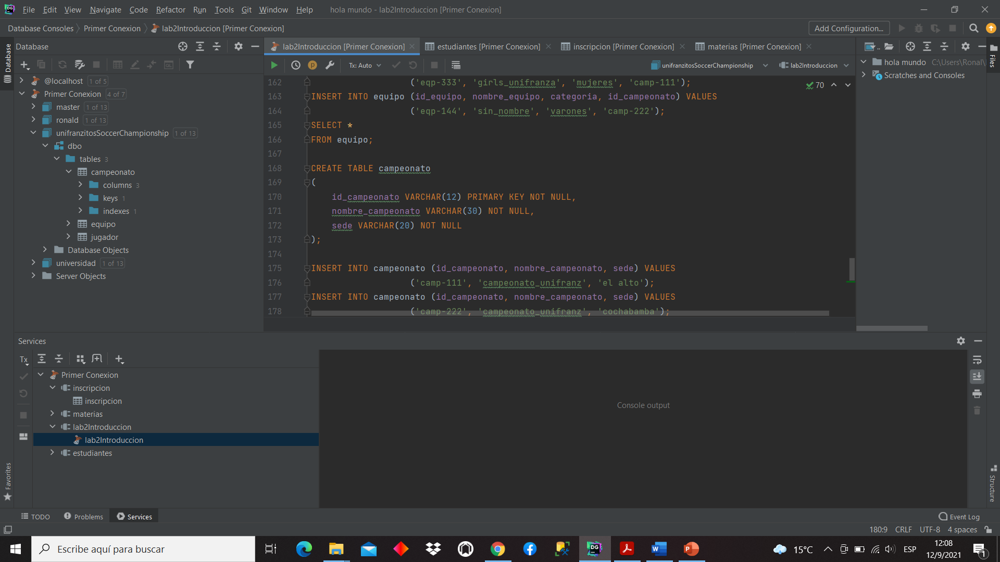 File Edit View Navigate Code Refactor Run Tools Git Window Help hola mundo - lab2Introduccion [Primer Conexion]
Database Consoles Primer Conexion lab2Introduccion [Primer Conexion] Add Configuration...
Database
lab2Introduccion [Primer Conexion] estudiantes [Primer Conexion] inscripcion [Primer Conexion] materias [Primer Conexion]
Tx: Auto unifranzitosSoccerChampionship lab2Introduccion
Database
@localhost 1 of 5
Primer Conexion 4 of 7
master 1 of 13
ronald 1 of 13
unifranzitosSoccerChampionship 1 of 13
dbo
tables 3
campeonato
columns 3
keys 1
indexes 1
equipo
jugador
Database Objects
universidad 1 of 13
Server Objects
70
162 ('eqp-333', 'girls_unifranza', 'mujeres', 'camp-111');
163 INSERT INTO equipo (id_equipo, nombre_equipo, categoria, id_campeonato) VALUES
164 ('eqp-144', 'sin_nombre', 'varones', 'camp-222');
165 SELECT *
166 FROM equipo;
167
168 CREATE TABLE campeonato
169 (
170 id_campeonato VARCHAR(12) PRIMARY KEY NOT NULL,
171 nombre_campeonato VARCHAR(30) NOT NULL,
172 sede VARCHAR(20) NOT NULL
173 );
174
175 INSERT INTO campeonato (id_campeonato, nombre_campeonato, sede) VALUES
176 ('camp-111', 'campeonato_unifranz', 'el alto');
177 INSERT INTO campeonato (id_campeonato, nombre_campeonato, sede) VALUES
178 ('camp-222', 'campeonato_unifranz', 'cochabamba');
hola mundo C:\Users\Ronal\
Scratches and Consoles
Files
Services
Tx
Primer Conexion
inscripcion
inscripcion
materias
lab2Introduccion
lab2Introduccion
estudiantes
Console output
Favorites
Structure
TODO Problems Services Event Log
180:9 CRLF UTF-8 4 spaces
Escribe aquí para buscar
15°C ESP
12:08
12/9/2021
1